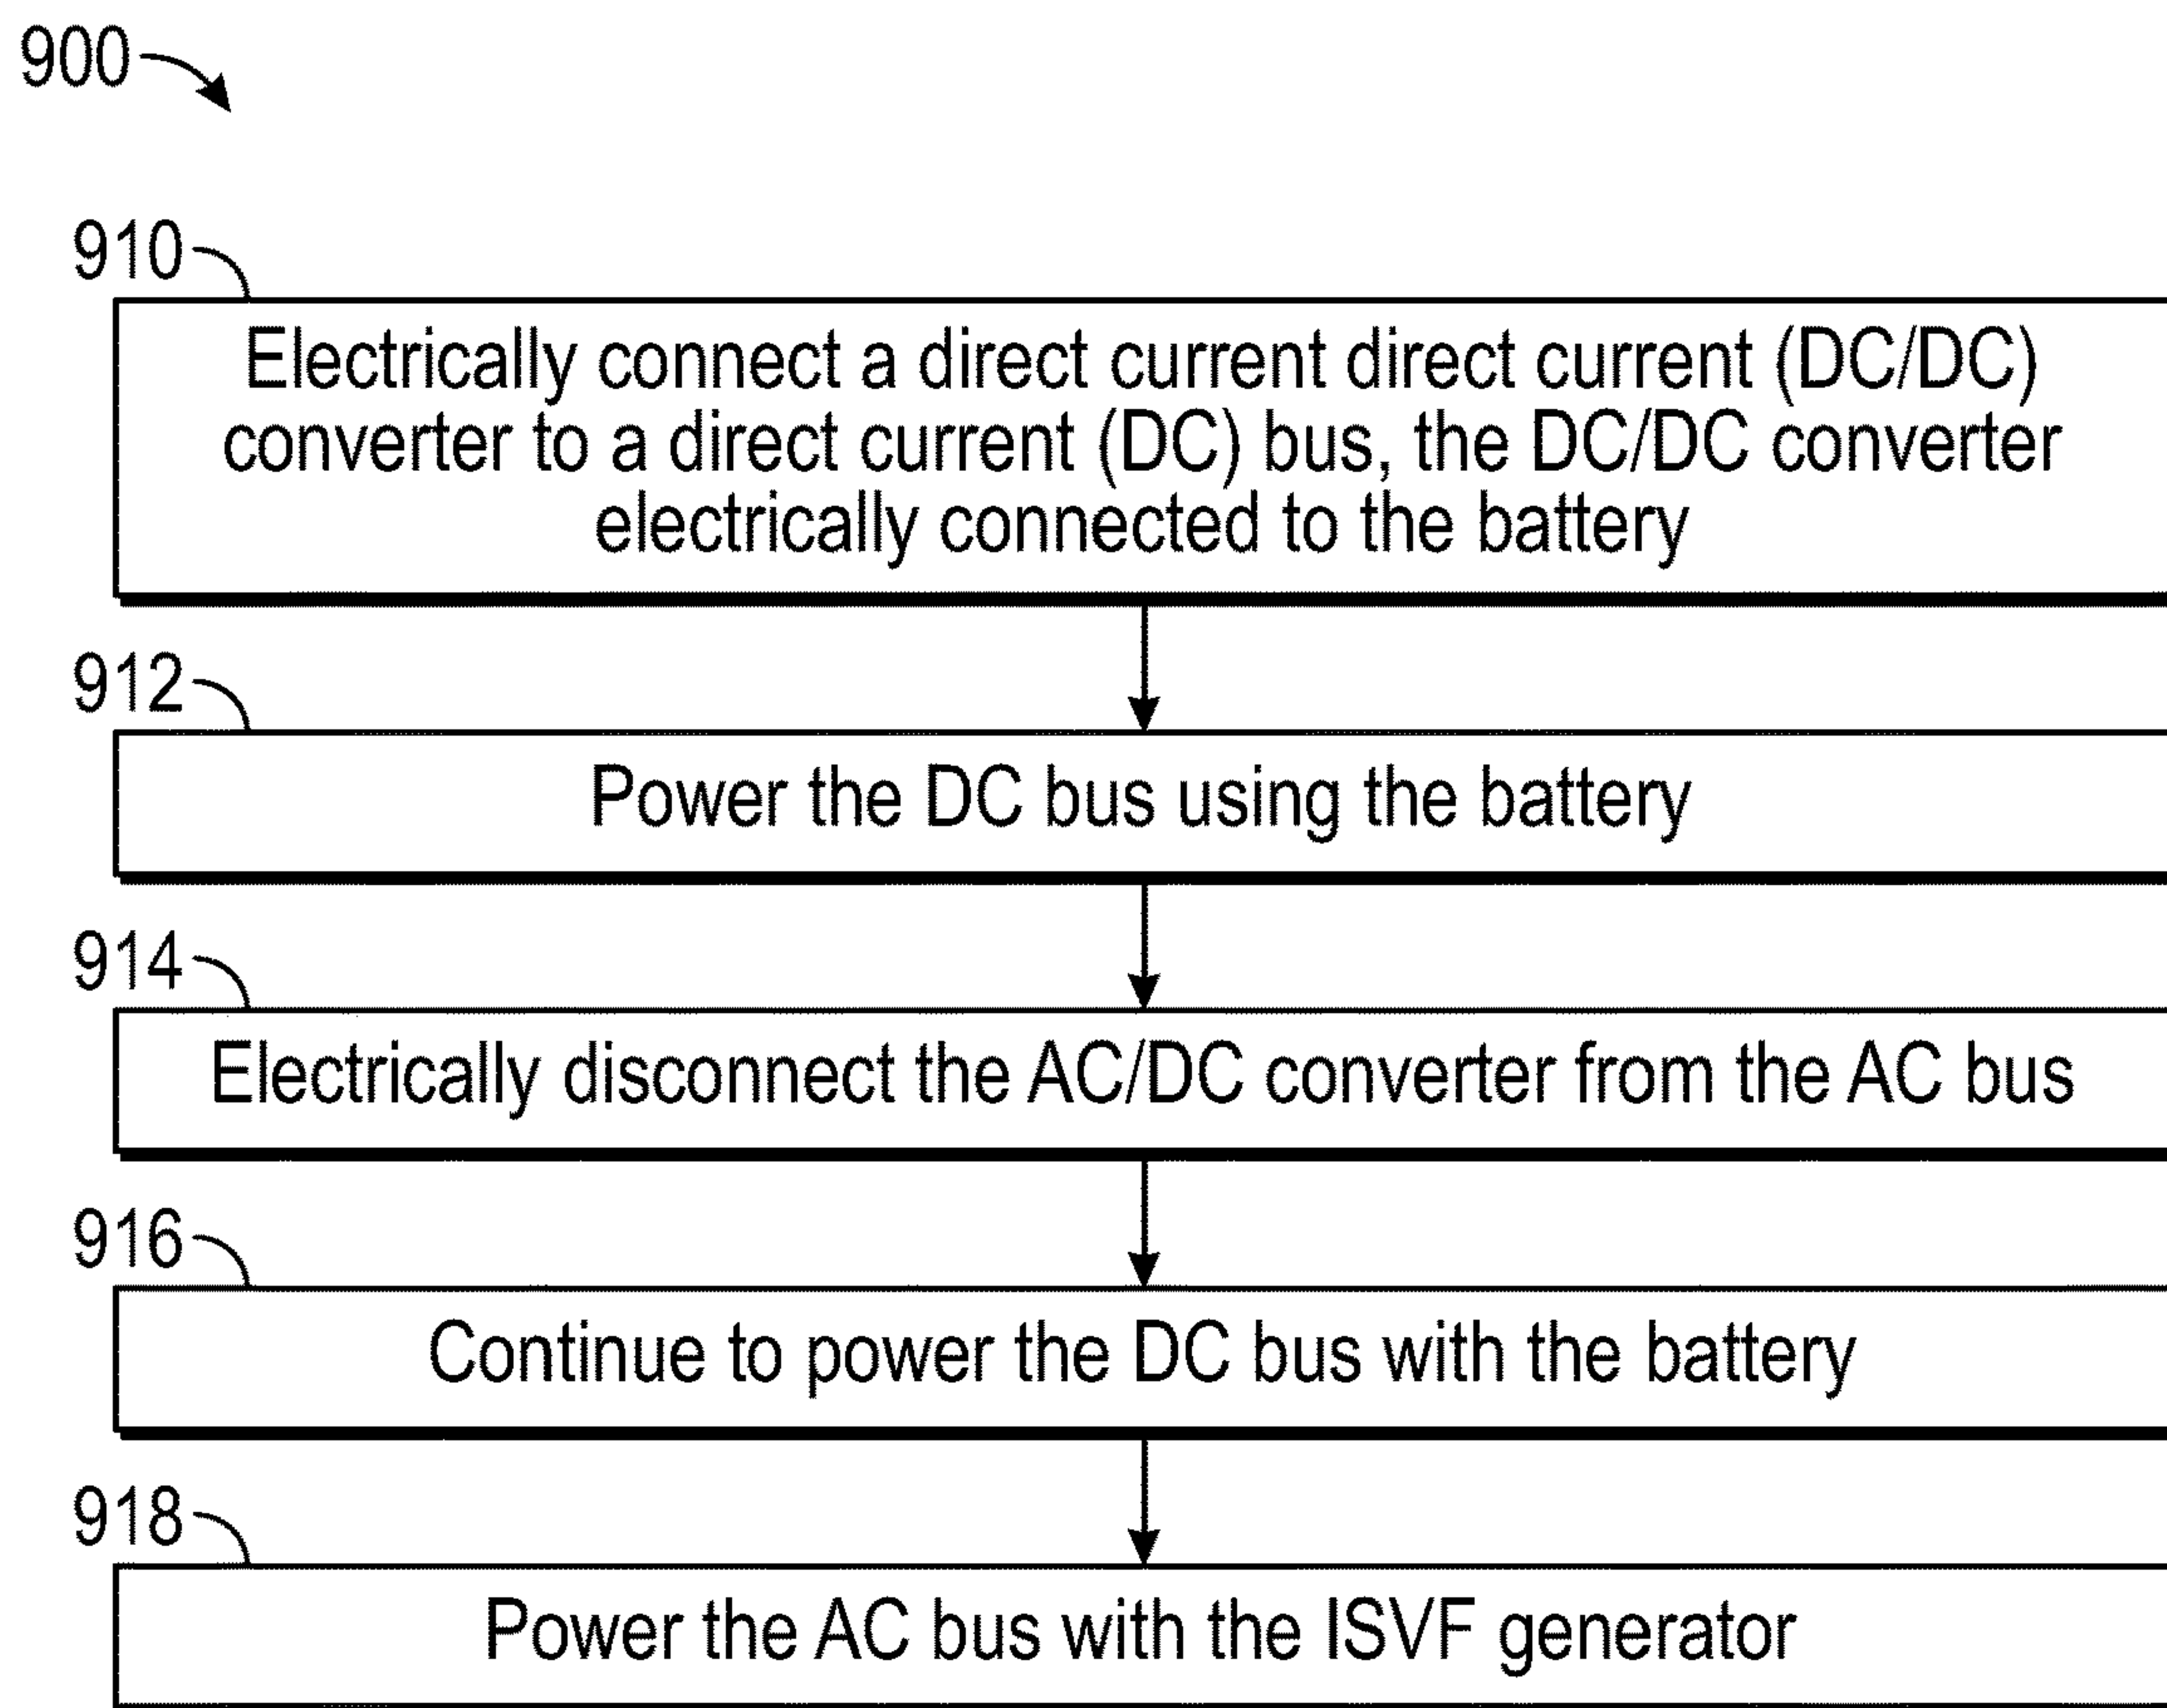 900
910
Electrically connect a direct current direct current (DC/DC)
converter to a direct current (DC) bus, the DC/DC converter
electrically connected to the battery
912
Power the DC bus using the battery
914
Electrically disconnect the AC/DC converter from the AC bus
916
Continue to power the DC bus with the battery
918
Power the AC bus with the ISVF generator